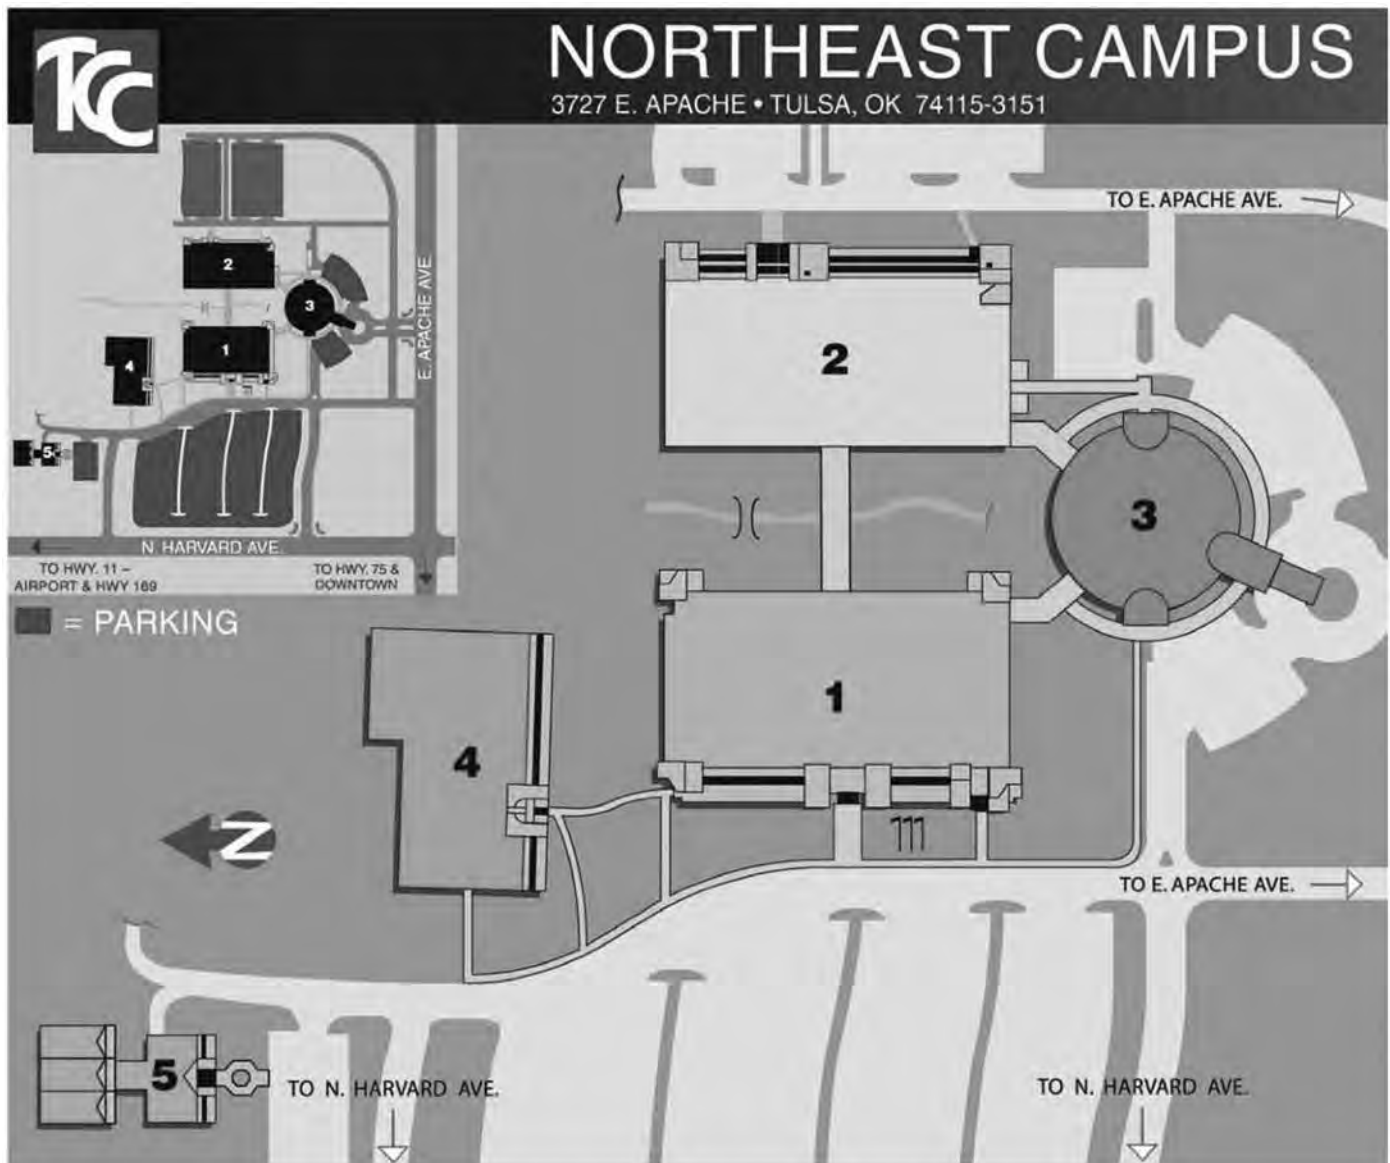 TCC
NORTHEAST CAMPUS
3727 E. APACHE • TULSA, OK 74115-3151
2
3
1
4
5
E. APACHE AVE.
N. HARVARD AVE.
TO HWY. 11 –
AIRPORT & HWY 169
TO HWY. 75 &
DOWNTOWN
= PARKING
TO E. APACHE AVE.
2
3
1
4
N
TO E. APACHE AVE.
5
TO N. HARVARD AVE.
TO N. HARVARD AVE.